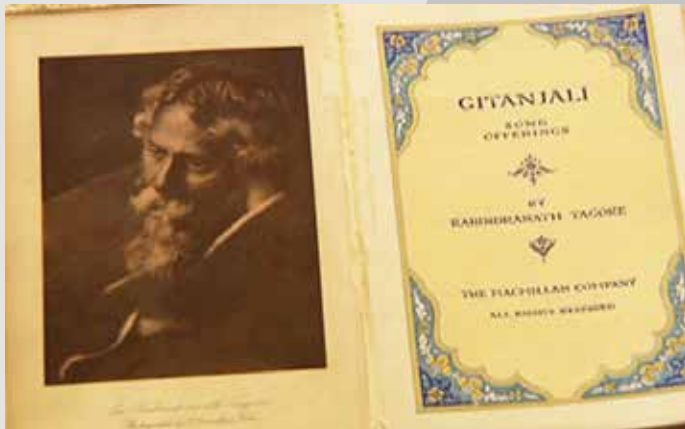 GITANJALI
SONG
OFFERINGS
BY
RABINDRANATH TAGORE
THE MACMILLAN COMPANY
ALL RIGHTS RESERVED